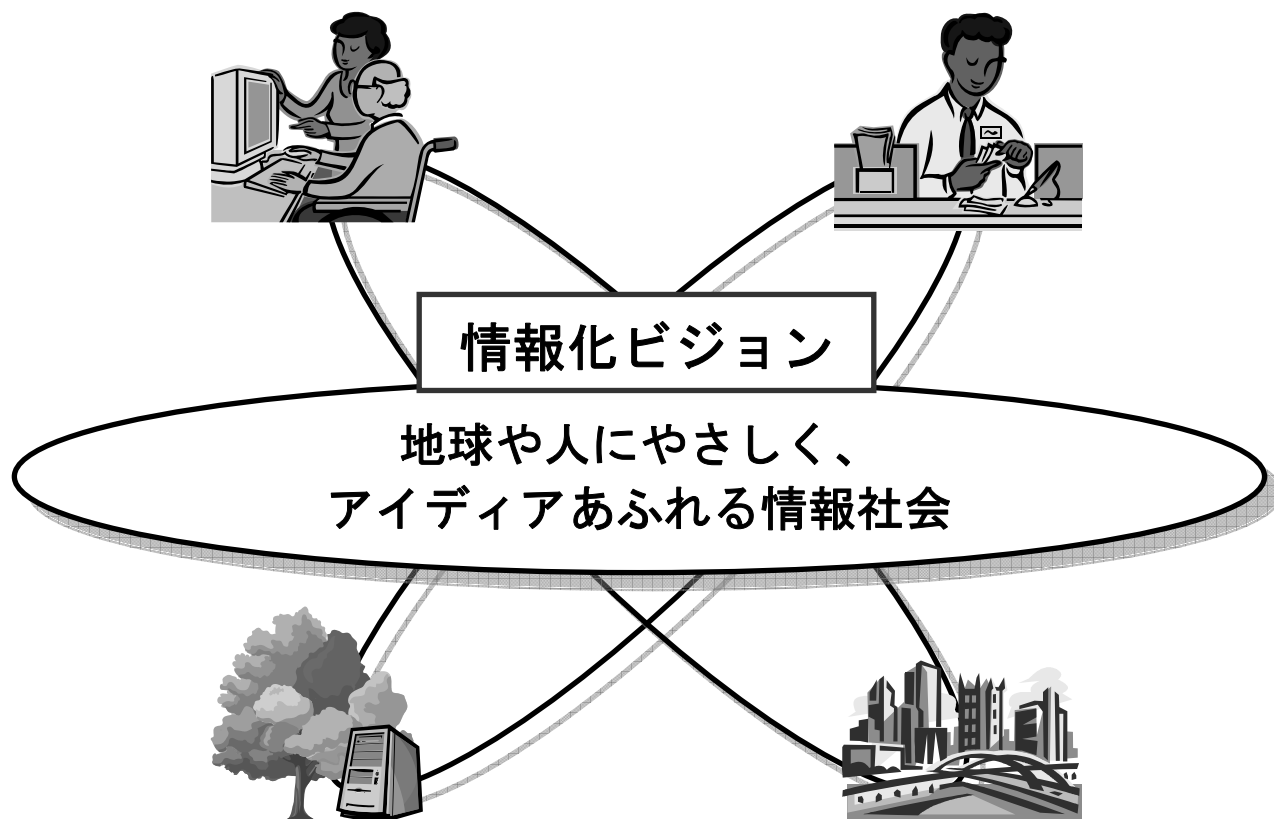 情報化ビジョン
地球や人にやさしく、
アイディアあふれる情報社会